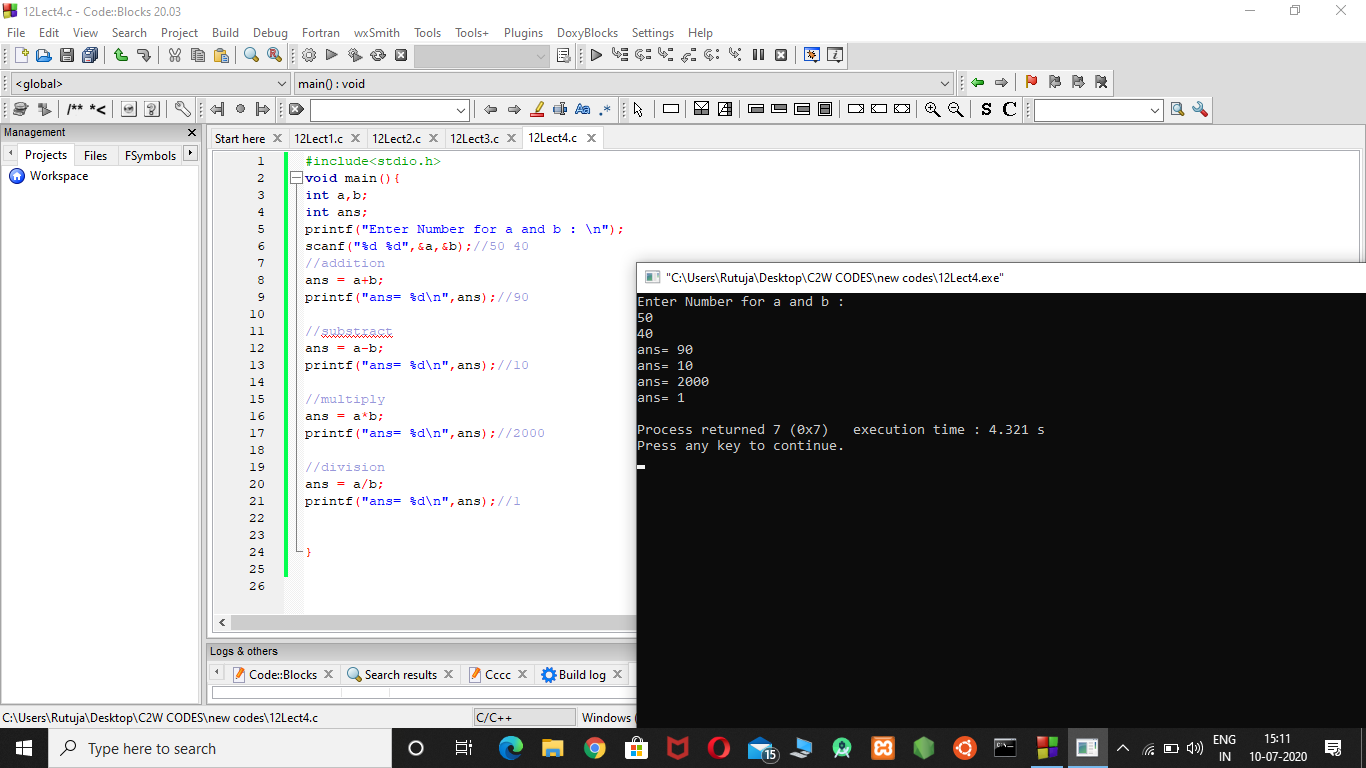 12Lect4.c - Code::Blocks 20.03
File Edit View Search Project Build Debug Fortran wxSmith Tools Tools+ Plugins DoxyBlocks Settings Help
<global> main() : void
/** *< Aa .* S C
Management
Projects Files FSymbols
Workspace
Start here 12Lect1.c 12Lect2.c 12Lect3.c 12Lect4.c
1 #include<stdio.h>
2 void main(){
3 int a,b;
4 int ans;
5 printf("Enter Number for a and b : \n");
6 scanf("%d %d",&a,&b);//50 40
7 //addition
8 ans = a+b;
9 printf("ans= %d\n",ans);//90
10
11 //substract
12 ans = a-b;
13 printf("ans= %d\n",ans);//10
14
15 //multiply
16 ans = a*b;
17 printf("ans= %d\n",ans);//2000
18
19 //division
20 ans = a/b;
21 printf("ans= %d\n",ans);//1
22
23
24 }
25
26
"C:\Users\Rutuja\Desktop\C2W CODES\new codes\12Lect4.exe"
Enter Number for a and b :
50
40
ans= 90
ans= 10
ans= 2000
ans= 1
Process returned 7 (0x7) execution time : 4.321 s
Press any key to continue.
Logs & others
Code::Blocks Search results Cccc Build log
C:\Users\Rutuja\Desktop\C2W CODES\new codes\12Lect4.c C/C++ Windows (
Type here to search
15
ENG
IN
15:11
10-07-2020